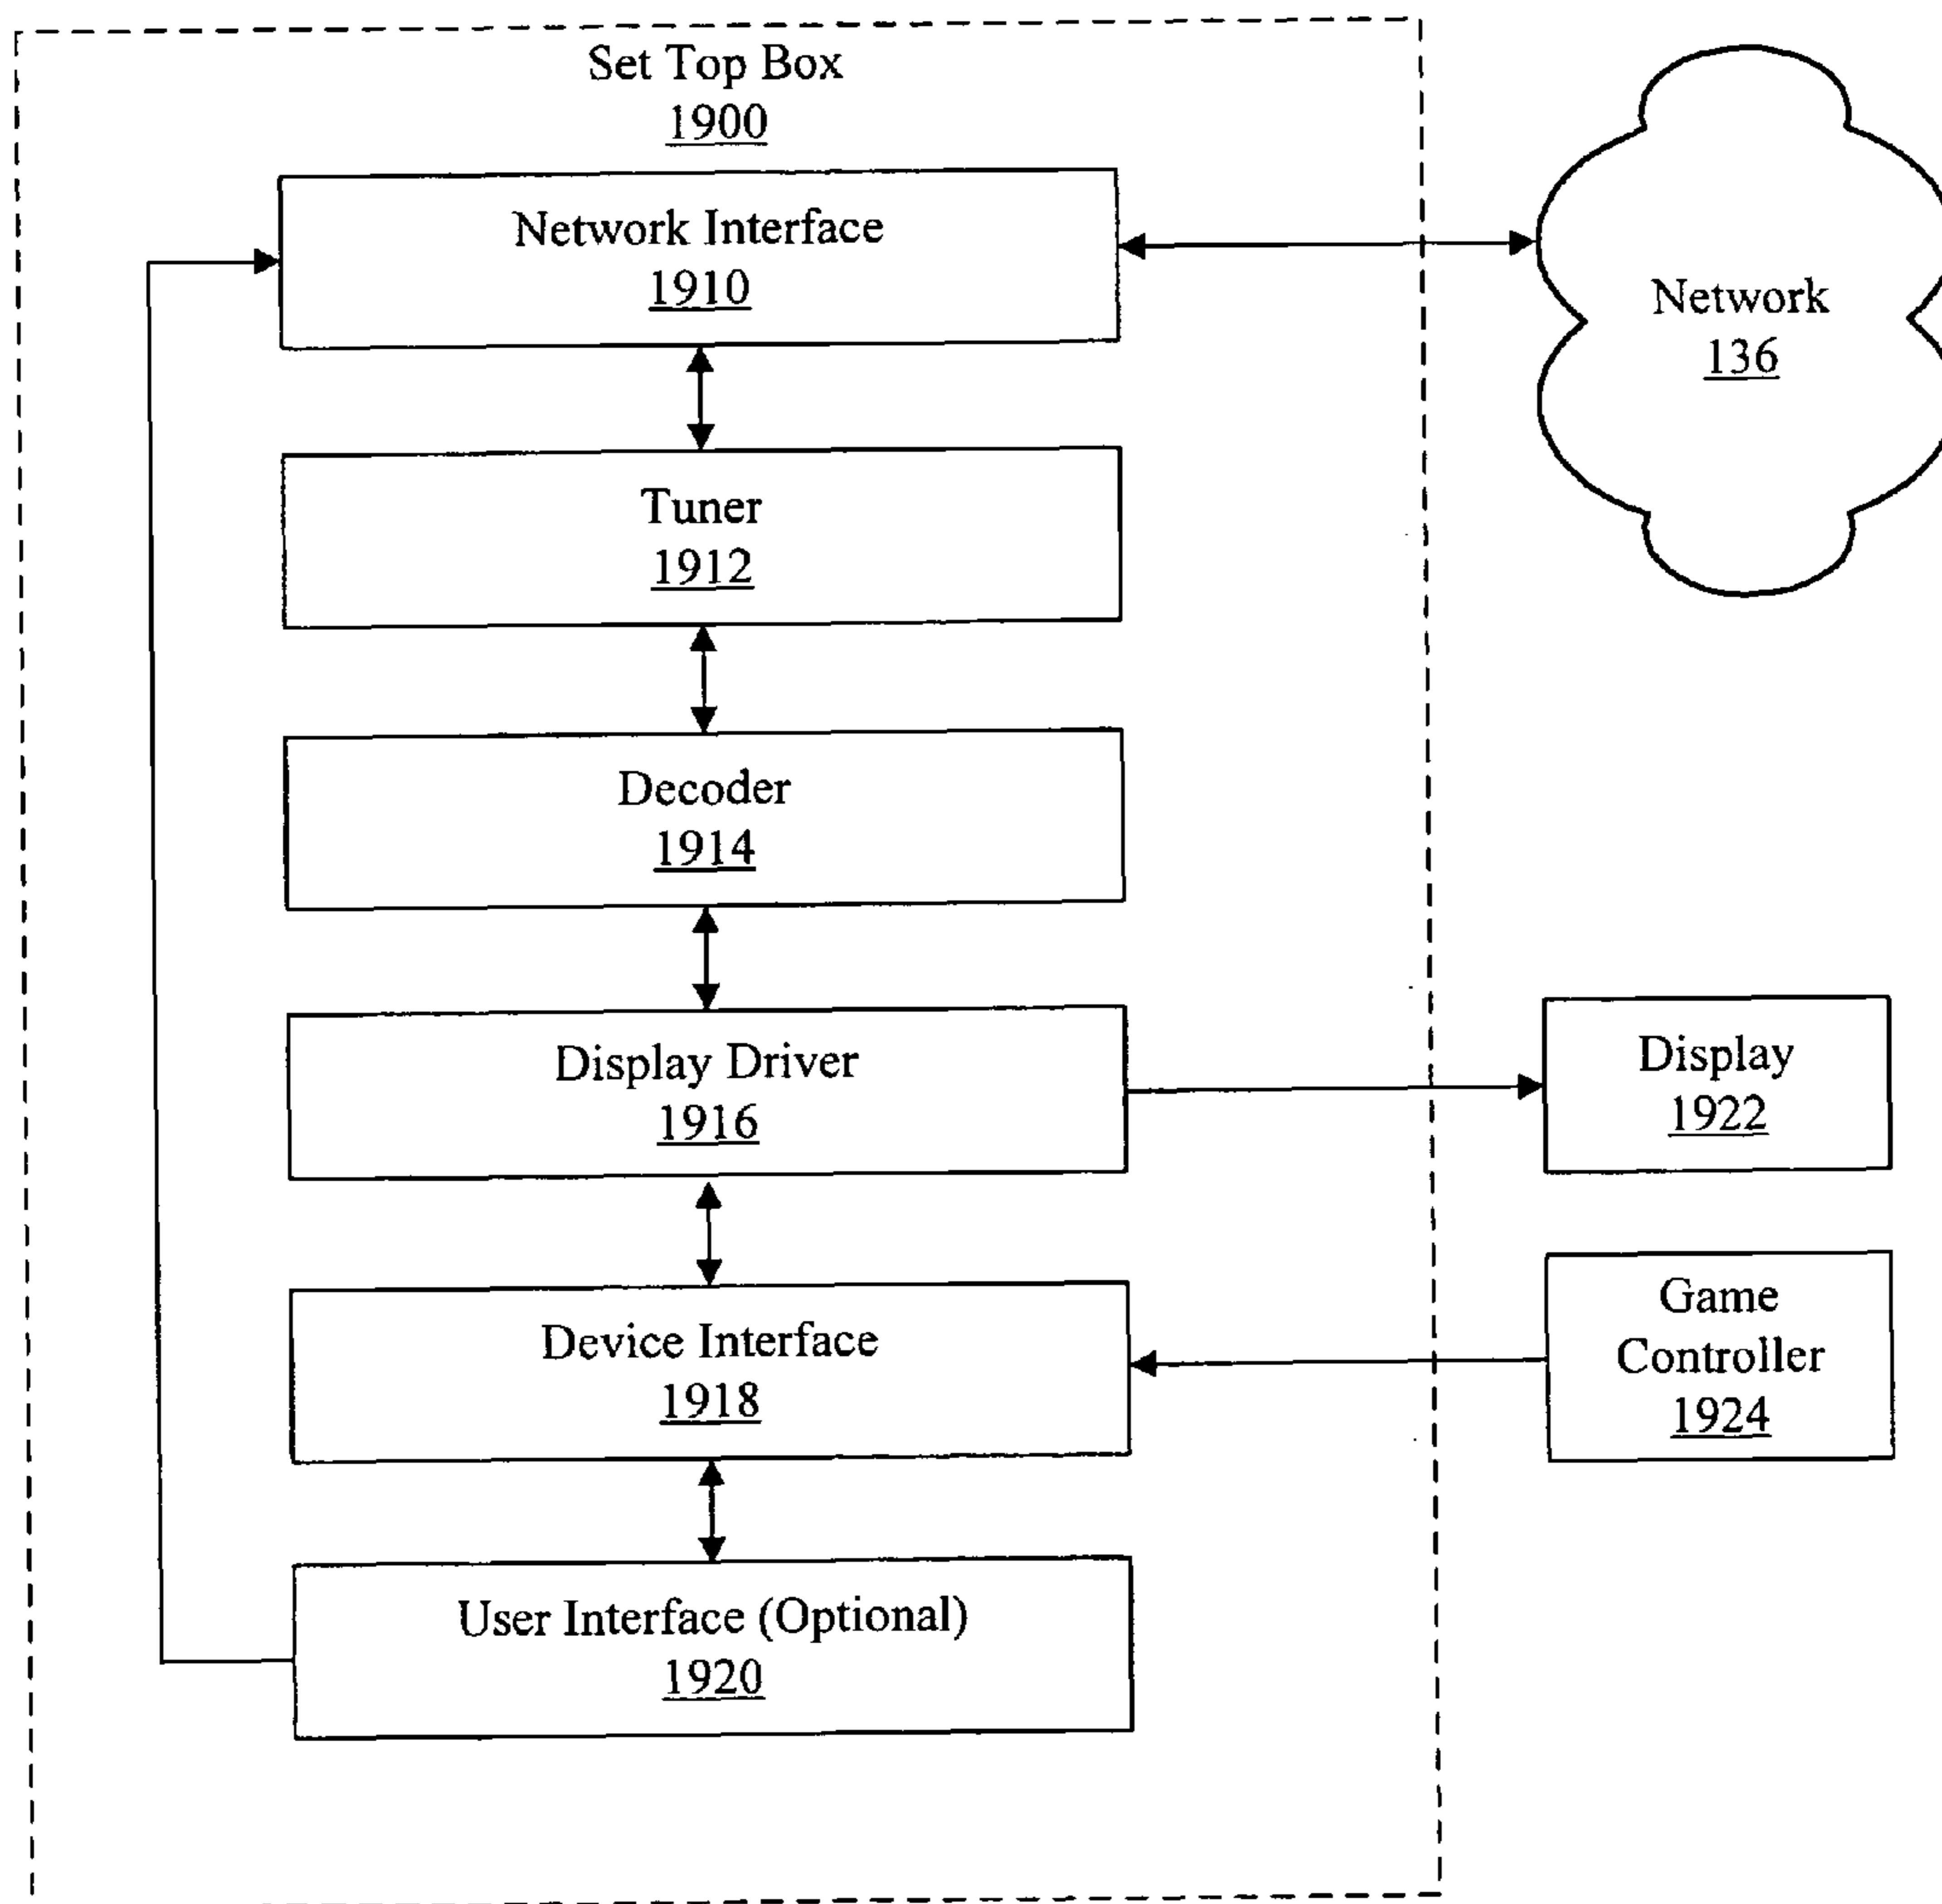 Set Top Box
1900
Network Interface
1910
Network
136
Tuner
1912
Decoder
1914
Display Driver
1916
Display
1922
Device Interface
1918
Game
Controller
1924
User Interface (Optional)
1920